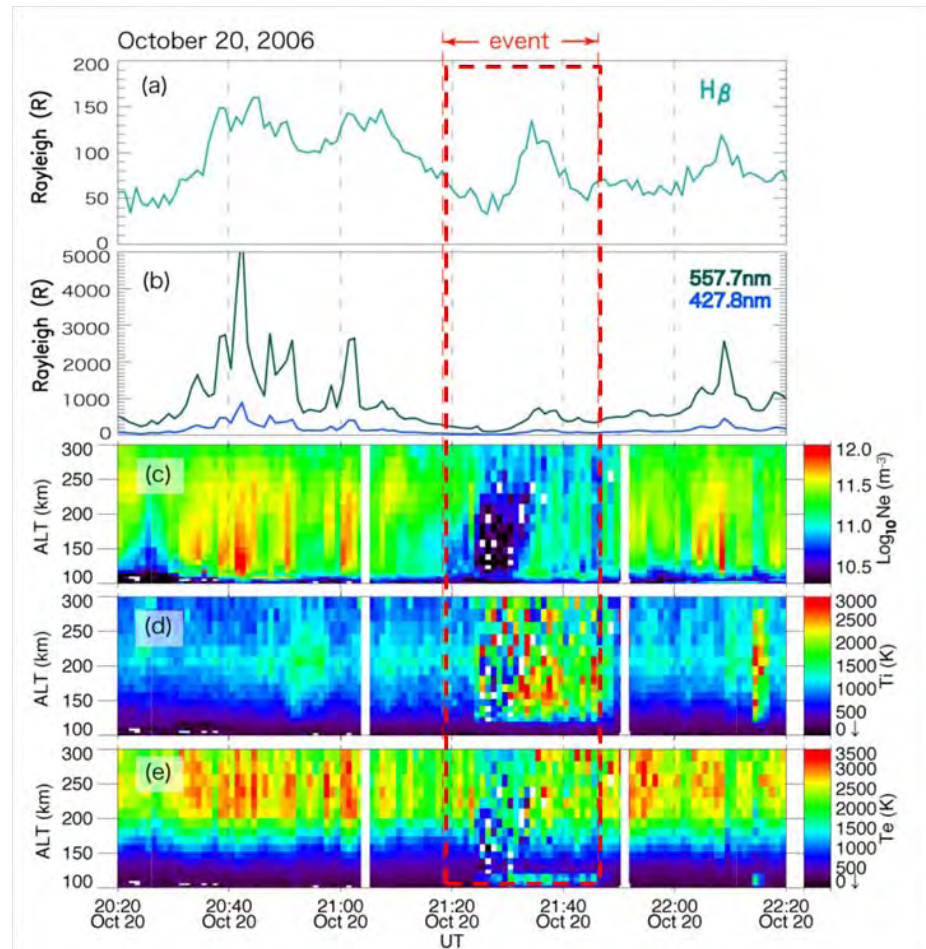 October 20, 2006
event
200
150
100
50
0
Rayleigh (R)
(a)
Hβ
5000
4000
3000
2000
1000
0
Rayleigh (R)
(b)
557.7nm
427.8nm
300
250
200
150
100
ALT (km)
(c)
12.0
11.5
11.0
10.5
Log10Ne (m-3)
300
250
200
150
100
ALT (km)
(d)
3000
2500
2000
1500
1000
500
0 ↓
Ti (K)
300
250
200
150
100
ALT (km)
(e)
3500
3000
2500
2000
1500
1000
500
0 ↓
Te (K)
20:20 20:40 21:00 21:20 21:40 22:00 22:20
Oct 20 Oct 20 Oct 20 Oct 20 Oct 20 Oct 20 Oct 20
UT